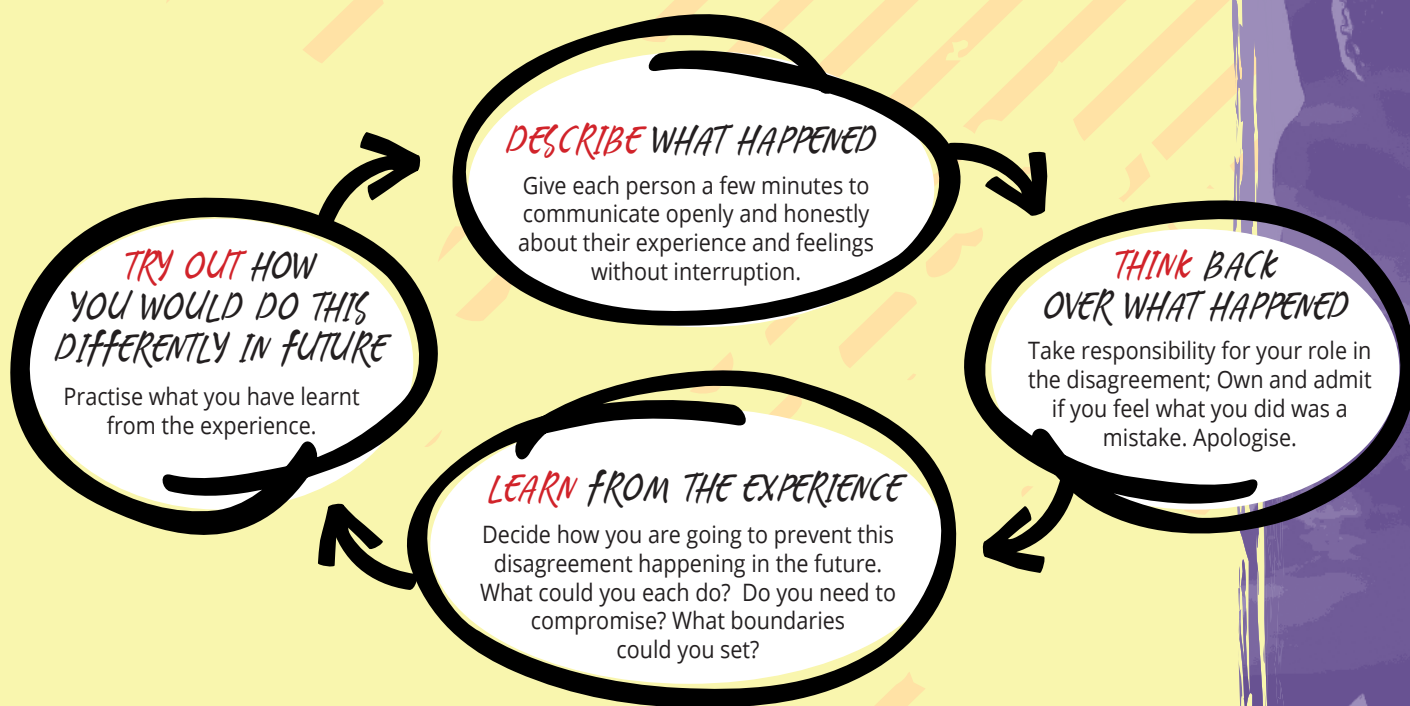 DESCRIBE WHAT HAPPENED
Give each person a few minutes to
communicate openly and honestly
about their experience and feelings
without interruption.
THINK BACK
OVER WHAT HAPPENED
Take responsibility for your role in
the disagreement; Own and admit
if you feel what you did was a
mistake. Apologise.
LEARN FROM THE EXPERIENCE
Decide how you are going to prevent this
disagreement happening in the future.
What could you each do?  Do you need to
compromise? What boundaries
could you set?
TRY OUT HOW
YOU WOULD DO THIS
DIFFERENTLY IN FUTURE
Practise what you have learnt
from the experience.